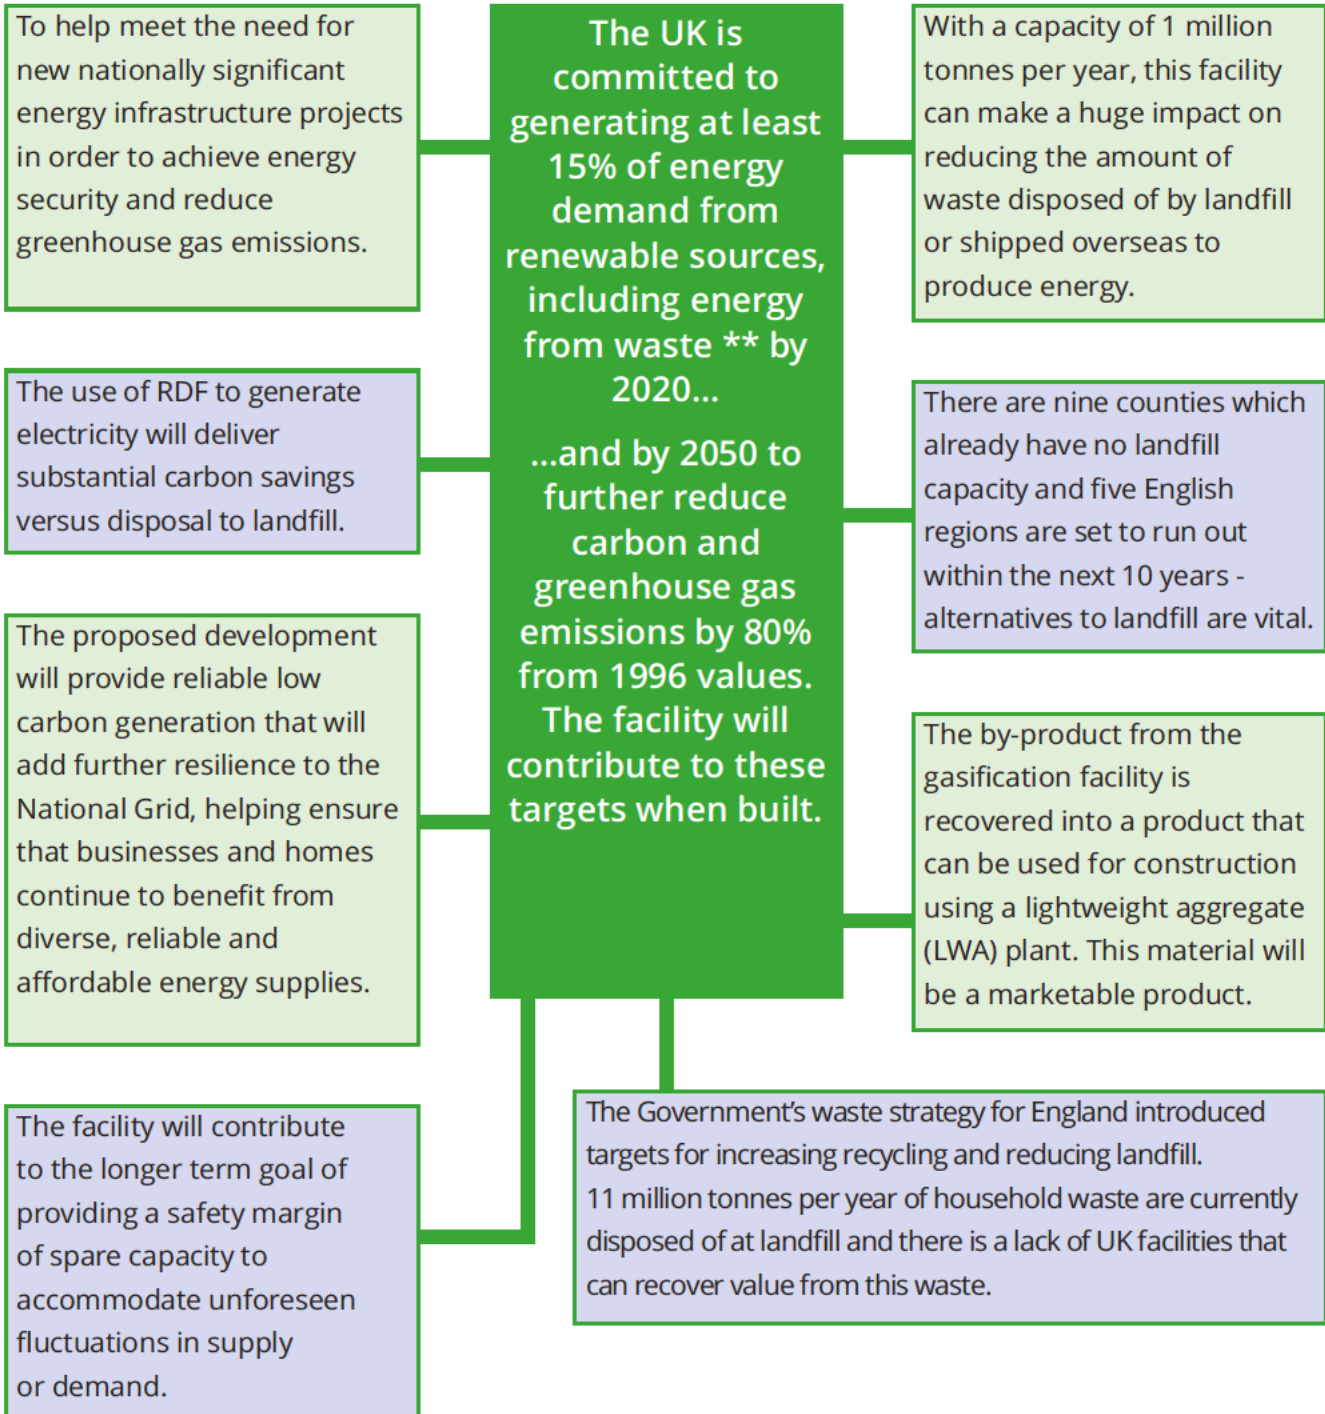 To help meet the need for
new nationally significant
energy infrastructure projects
in order to achieve energy
security and reduce
greenhouse gas emissions.
The use of RDF to generate
electricity will deliver
substantial carbon savings
versus disposal to landfill.
The proposed development
will provide reliable low
carbon generation that will
add further resilience to the
National Grid, helping ensure
that businesses and homes
continue to benefit from
diverse, reliable and
affordable energy supplies.
The facility will contribute
to the longer term goal of
providing a safety margin
of spare capacity to
accommodate unforeseen
fluctuations in supply
or demand.
The UK is
committed to
generating at least
15% of energy
demand from
renewable sources,
including energy
from waste ** by
2020...
...and by 2050 to
further reduce
carbon and
greenhouse gas
emissions by 80%
from 1996 values.
The facility will
contribute to these
targets when built.
With a capacity of 1 million
tonnes per year, this facility
can make a huge impact on
reducing the amount of
waste disposed of by landfill
or shipped overseas to
produce energy.
There are nine counties which
already have no landfill
capacity and five English
regions are set to run out
within the next 10 years -
alternatives to landfill are vital.
The by-product from the
gasification facility is
recovered into a product that
can be used for construction
using a lightweight aggregate
(LWA) plant. This material will
be a marketable product.
The Government’s waste strategy for England introduced
targets for increasing recycling and reducing landfill.
11 million tonnes per year of household waste are currently
disposed of at landfill and there is a lack of UK facilities that
can recover value from this waste.